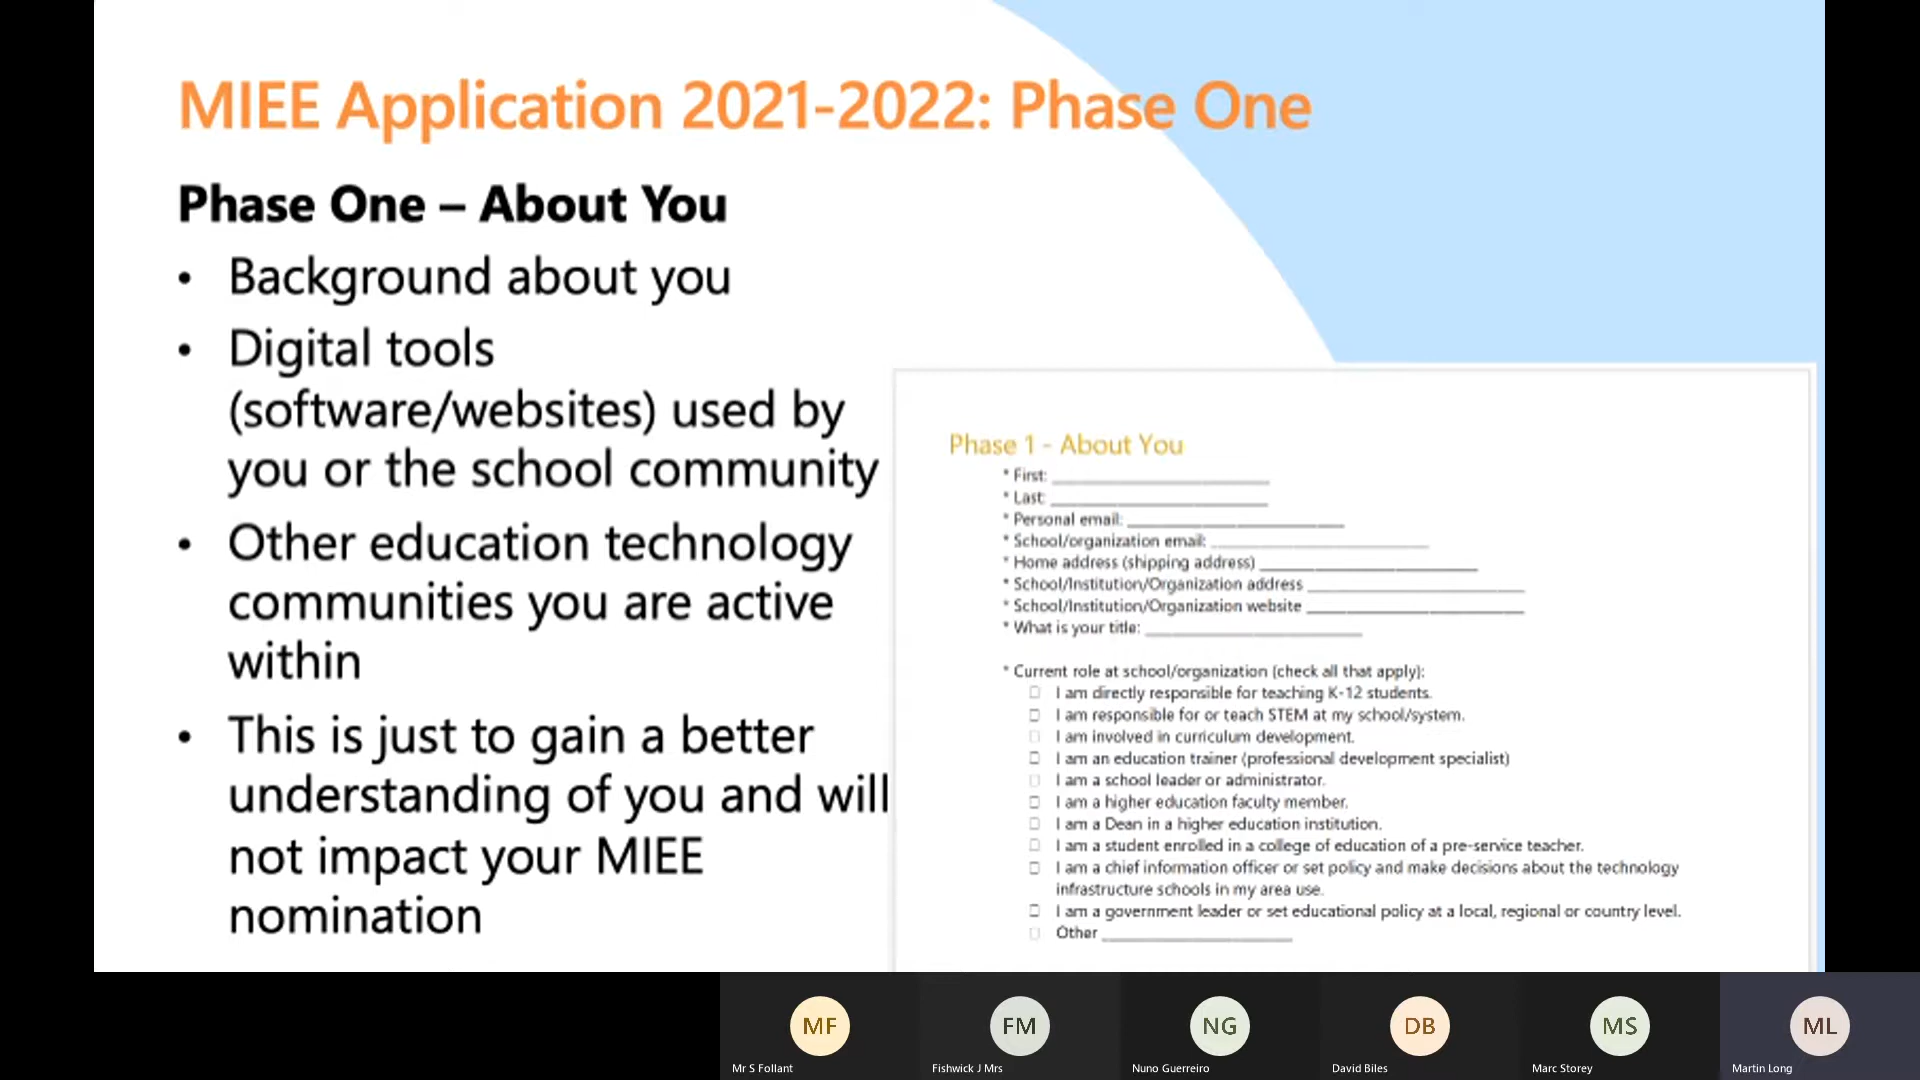 MIEE Application 2021-2022: Phase One
Phase One – About You
• Background about you
• Digital tools
(software/websites) used by
you or the school community
• Other education technology
communities you are active
within
• This is just to gain a better
understanding of you and will
not impact your MIEE
nomination
Phase 1 - About You
* First: ____________________
* Last: ____________________
* Personal email: ____________________
* School/organization email: ____________________
* Home address (shipping address) ____________________
* School/Institution/Organization address ____________________
* School/Institution/Organization website ____________________
* What is your title: ____________________
* Current role at school/organization (check all that apply):
☐ I am directly responsible for teaching K-12 students.
☐ I am responsible for or teach STEM at my school/system.
☐ I am involved in curriculum development.
☐ I am an education trainer (professional development specialist)
☐ I am a school leader or administrator.
☐ I am a higher education faculty member.
☐ I am a Dean in a higher education institution.
☐ I am a student enrolled in a college of education of a pre-service teacher.
☐ I am a chief information officer or set policy and make decisions about the technology
infrastructure schools in my area use.
☐ I am a government leader or set educational policy at a local, regional or country level.
☐ Other ____________________
MF
FM
NG
DB
MS
ML
Mr S Follant
Fishwick J Mrs
Nuno Guerreiro
David Biles
Marc Storey
Martin Long